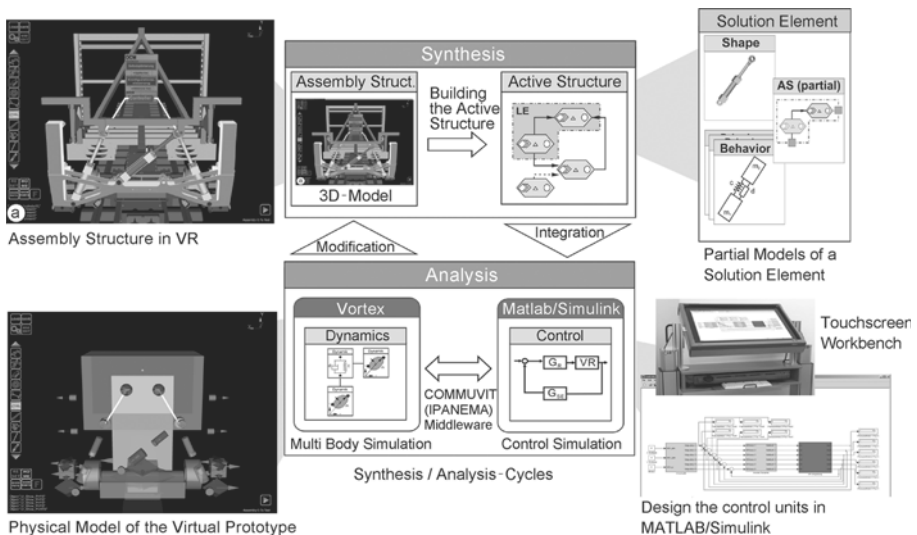 a
Assembly Structure in VR
Synthesis
Assembly Struct.
a
3D-Model
Building
the Active
Structure
Active Structure
LE
Modification
Integration
Solution Element
Shape
AS (partial)
Behavior
c
d
Partial Models of a
Solution Element
Physical Model of the Virtual Prototype
Analysis
Vortex
Dynamics
Multi Body Simulation
COMMUVIT
(IPANEMA)
Middleware
Matlab/Simulink
Control
VR
Control Simulation
Synthesis / Analysis-Cycles
Touchscreen
Workbench
Design the control units in
MATLAB/Simulink